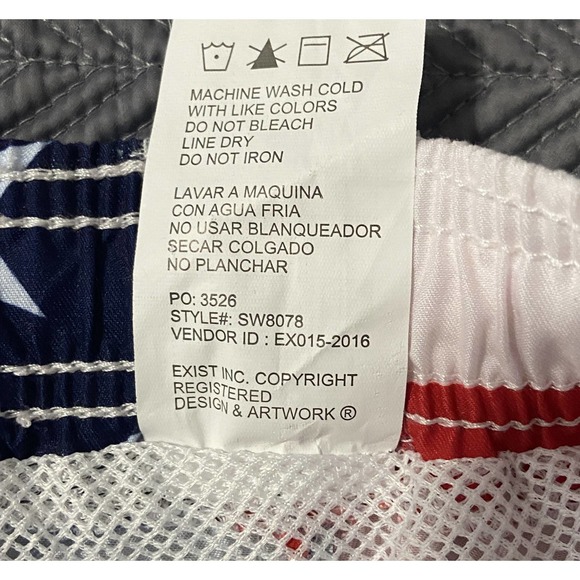 MACHINE WASH COLD
WITH LIKE COLORS
DO NOT BLEACH
LINE DRY
DO NOT IRON
LAVAR A MAQUINA
CON AGUA FRIA
NO USAR BLANQUEADOR
SECAR COLGADO
NO PLANCHAR
PO: 3526
STYLE#: SW8078
VENDOR ID : EX015-2016
EXIST INC. COPYRIGHT
REGISTERED
DESIGN & ARTWORK ®